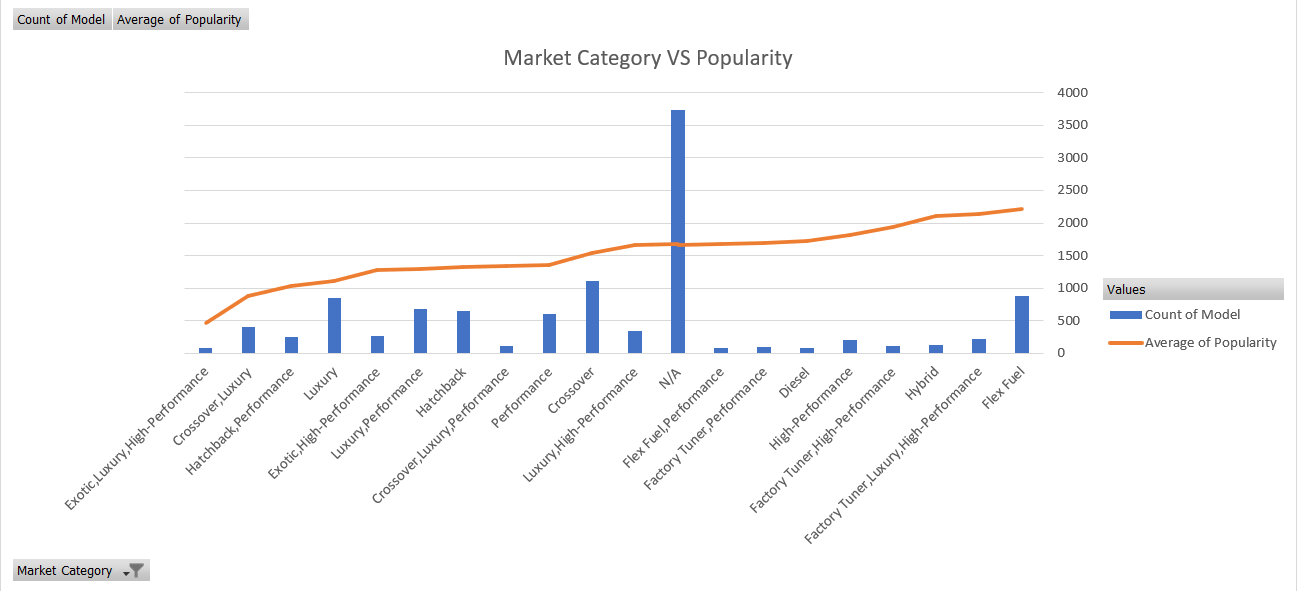 Count of Model
Average of Popularity
Market Category VS Popularity
4000
3500
3000
2500
2000
1500
1000
500
0
Values
Count of Model
Average of Popularity
Exotic,Luxury,High-Performance
Crossover,Luxury
Hatchback,Performance
Luxury
Exotic,High-Performance
Luxury,Performance
Hatchback
Crossover,Luxury,Performance
Performance
Crossover
Luxury,High-Performance
N/A
Flex Fuel,Performance
Factory Tuner,Performance
Diesel
High-Performance
Factory Tuner,High-Performance
Hybrid
Factory Tuner,Luxury,High-Performance
Flex Fuel
Market Category